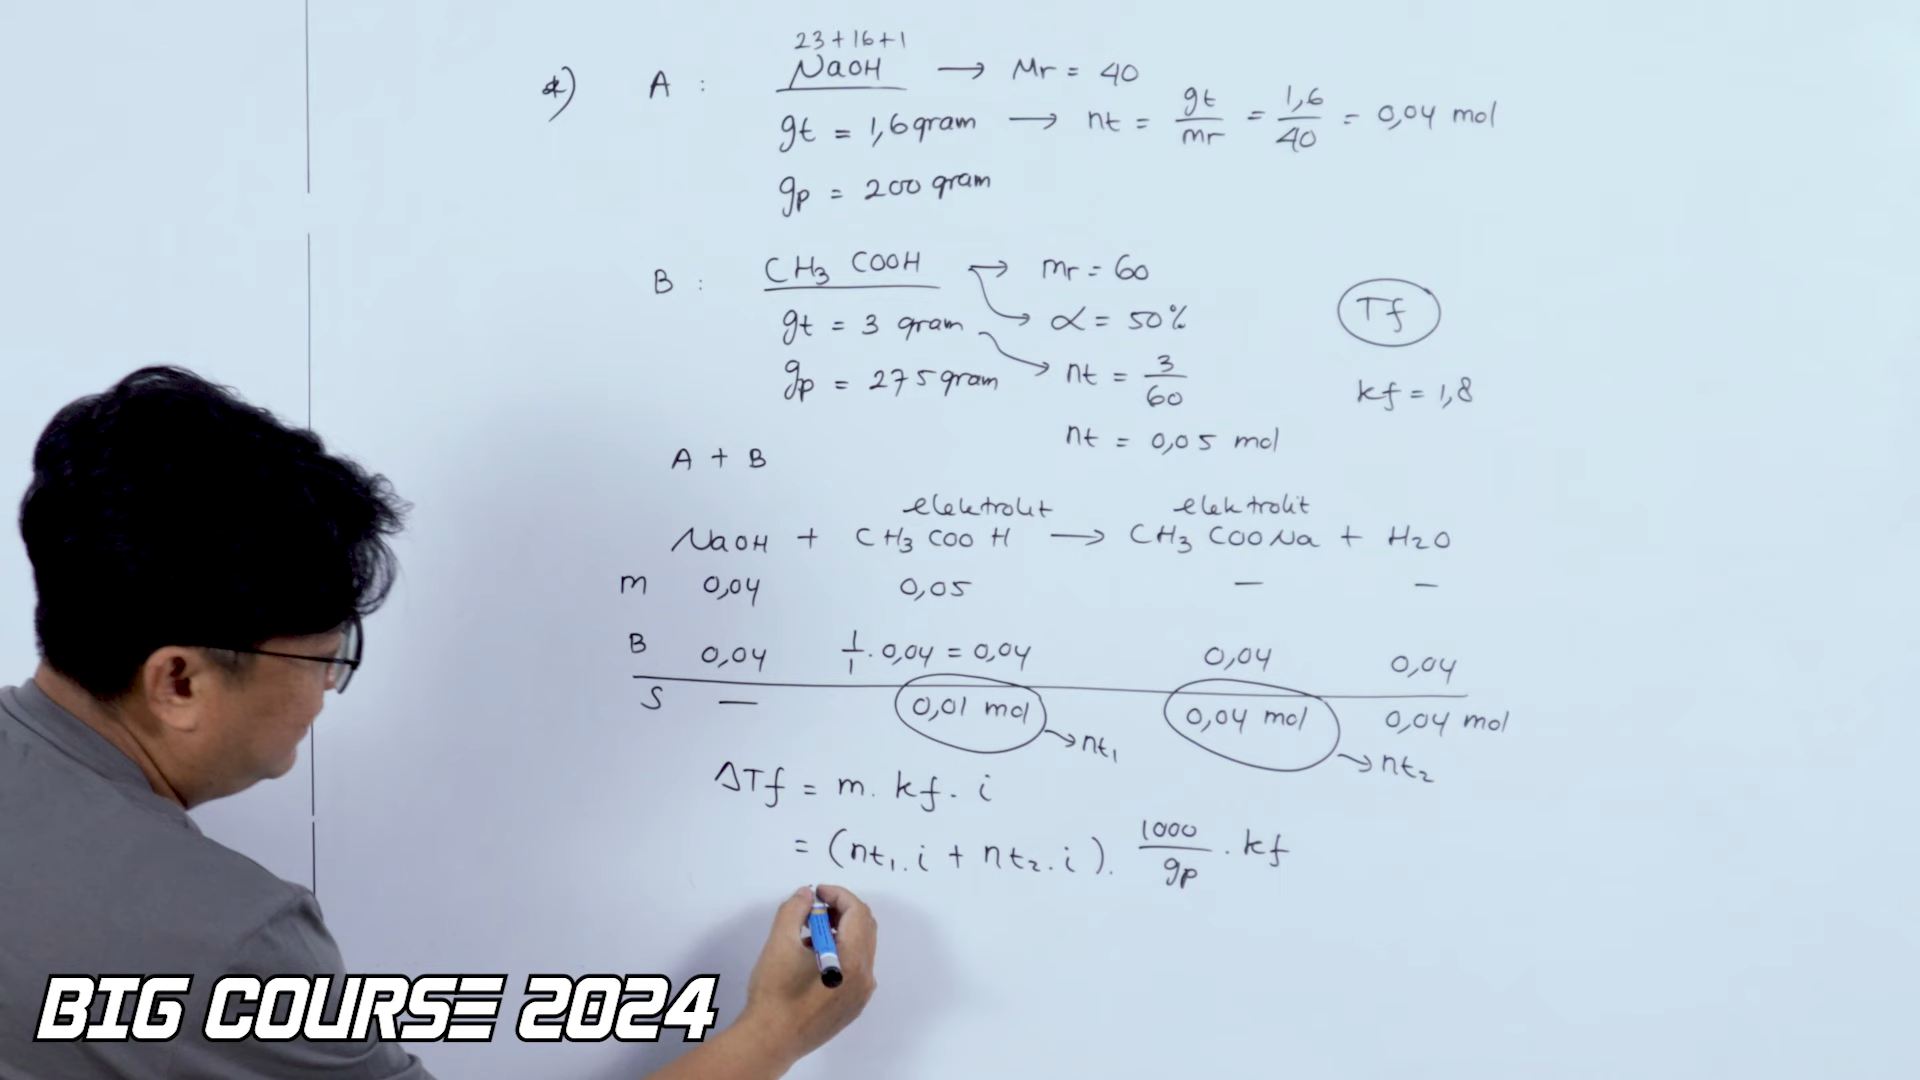 23+16+1
*) A : NaOH → Mr = 40
gt = 1,6 gram → nt = gt/mr = 1,6/40 = 0,04 mol
gp = 200 gram
B : CH3 COOH → mr = 60
gt = 3 gram → α = 50%
Tf
gp = 275 gram → nt = 3/60
kf = 1,8
nt = 0,05 mol
A + B
elektrolit elektrolit
NaOH + CH3 COO H → CH3 COO Na + H2O
m 0,04 0,05 — —
B 0,04 1/1 . 0,04 = 0,04 0,04 0,04
S — 0,01 mol 0,04 mol 0,04 mol
→ nt1 → nt2
ΔTf = m. kf. i
= (nt1. i + nt2. i). 1000/gp . kf
BIG COURSE 2024